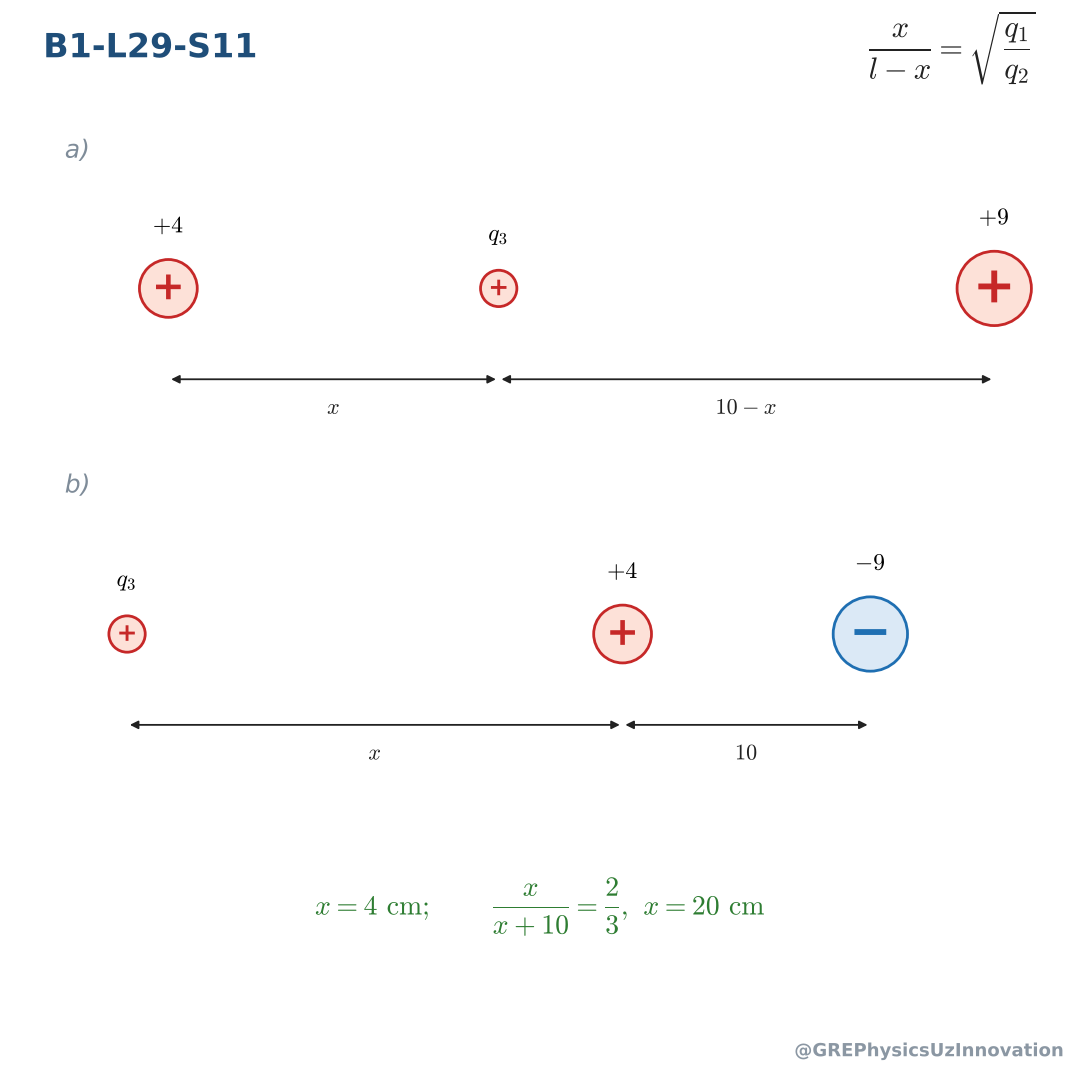 B1-L29-S11
x/(l − x) = √(q₁/q₂)
a)
+4
q₃
+9
+
+
+
x
10 − x
b)
q₃
+4
−9
+
+
−
x
10
x = 4 cm; x/(x + 10) = 2/3, x = 20 cm
@GREPhysicsUzInnovation